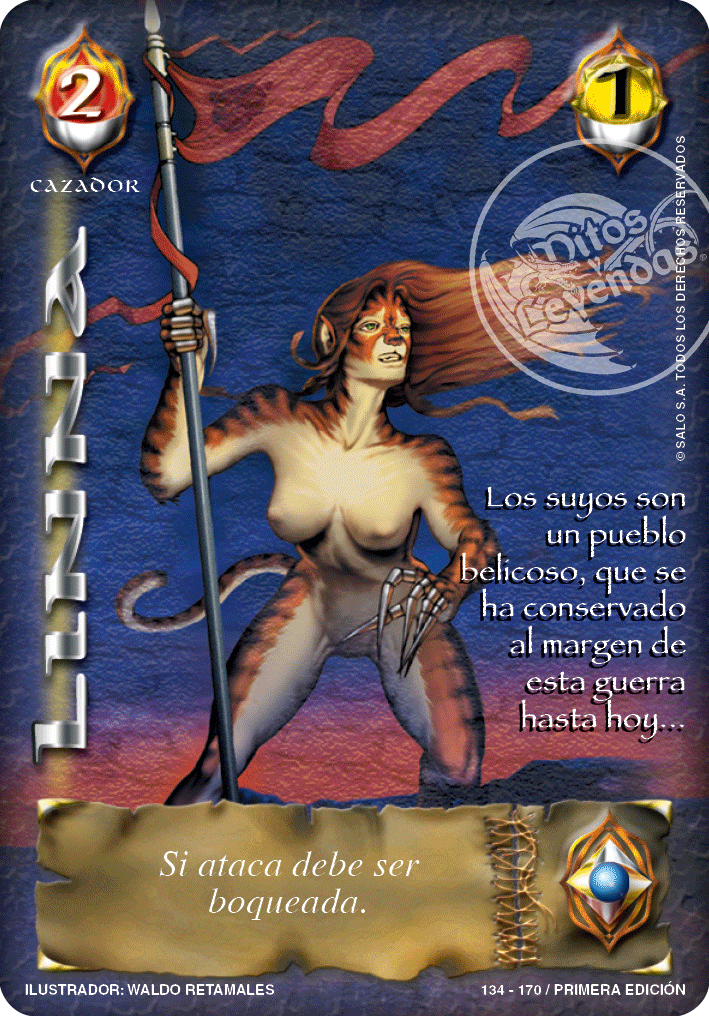 2
1
CAZADOR
LINNA
Mitos
y
Leyendas
®
© SALO S.A. TODOS LOS DERECHOS RESERVADOS
Los suyos son
un pueblo
belicoso, que se
ha conservado
al margen de
esta guerra
hasta hoy...
Si ataca debe ser
boqueada.
ILUSTRADOR: WALDO RETAMALES
134 - 170 / PRIMERA EDICIÓN